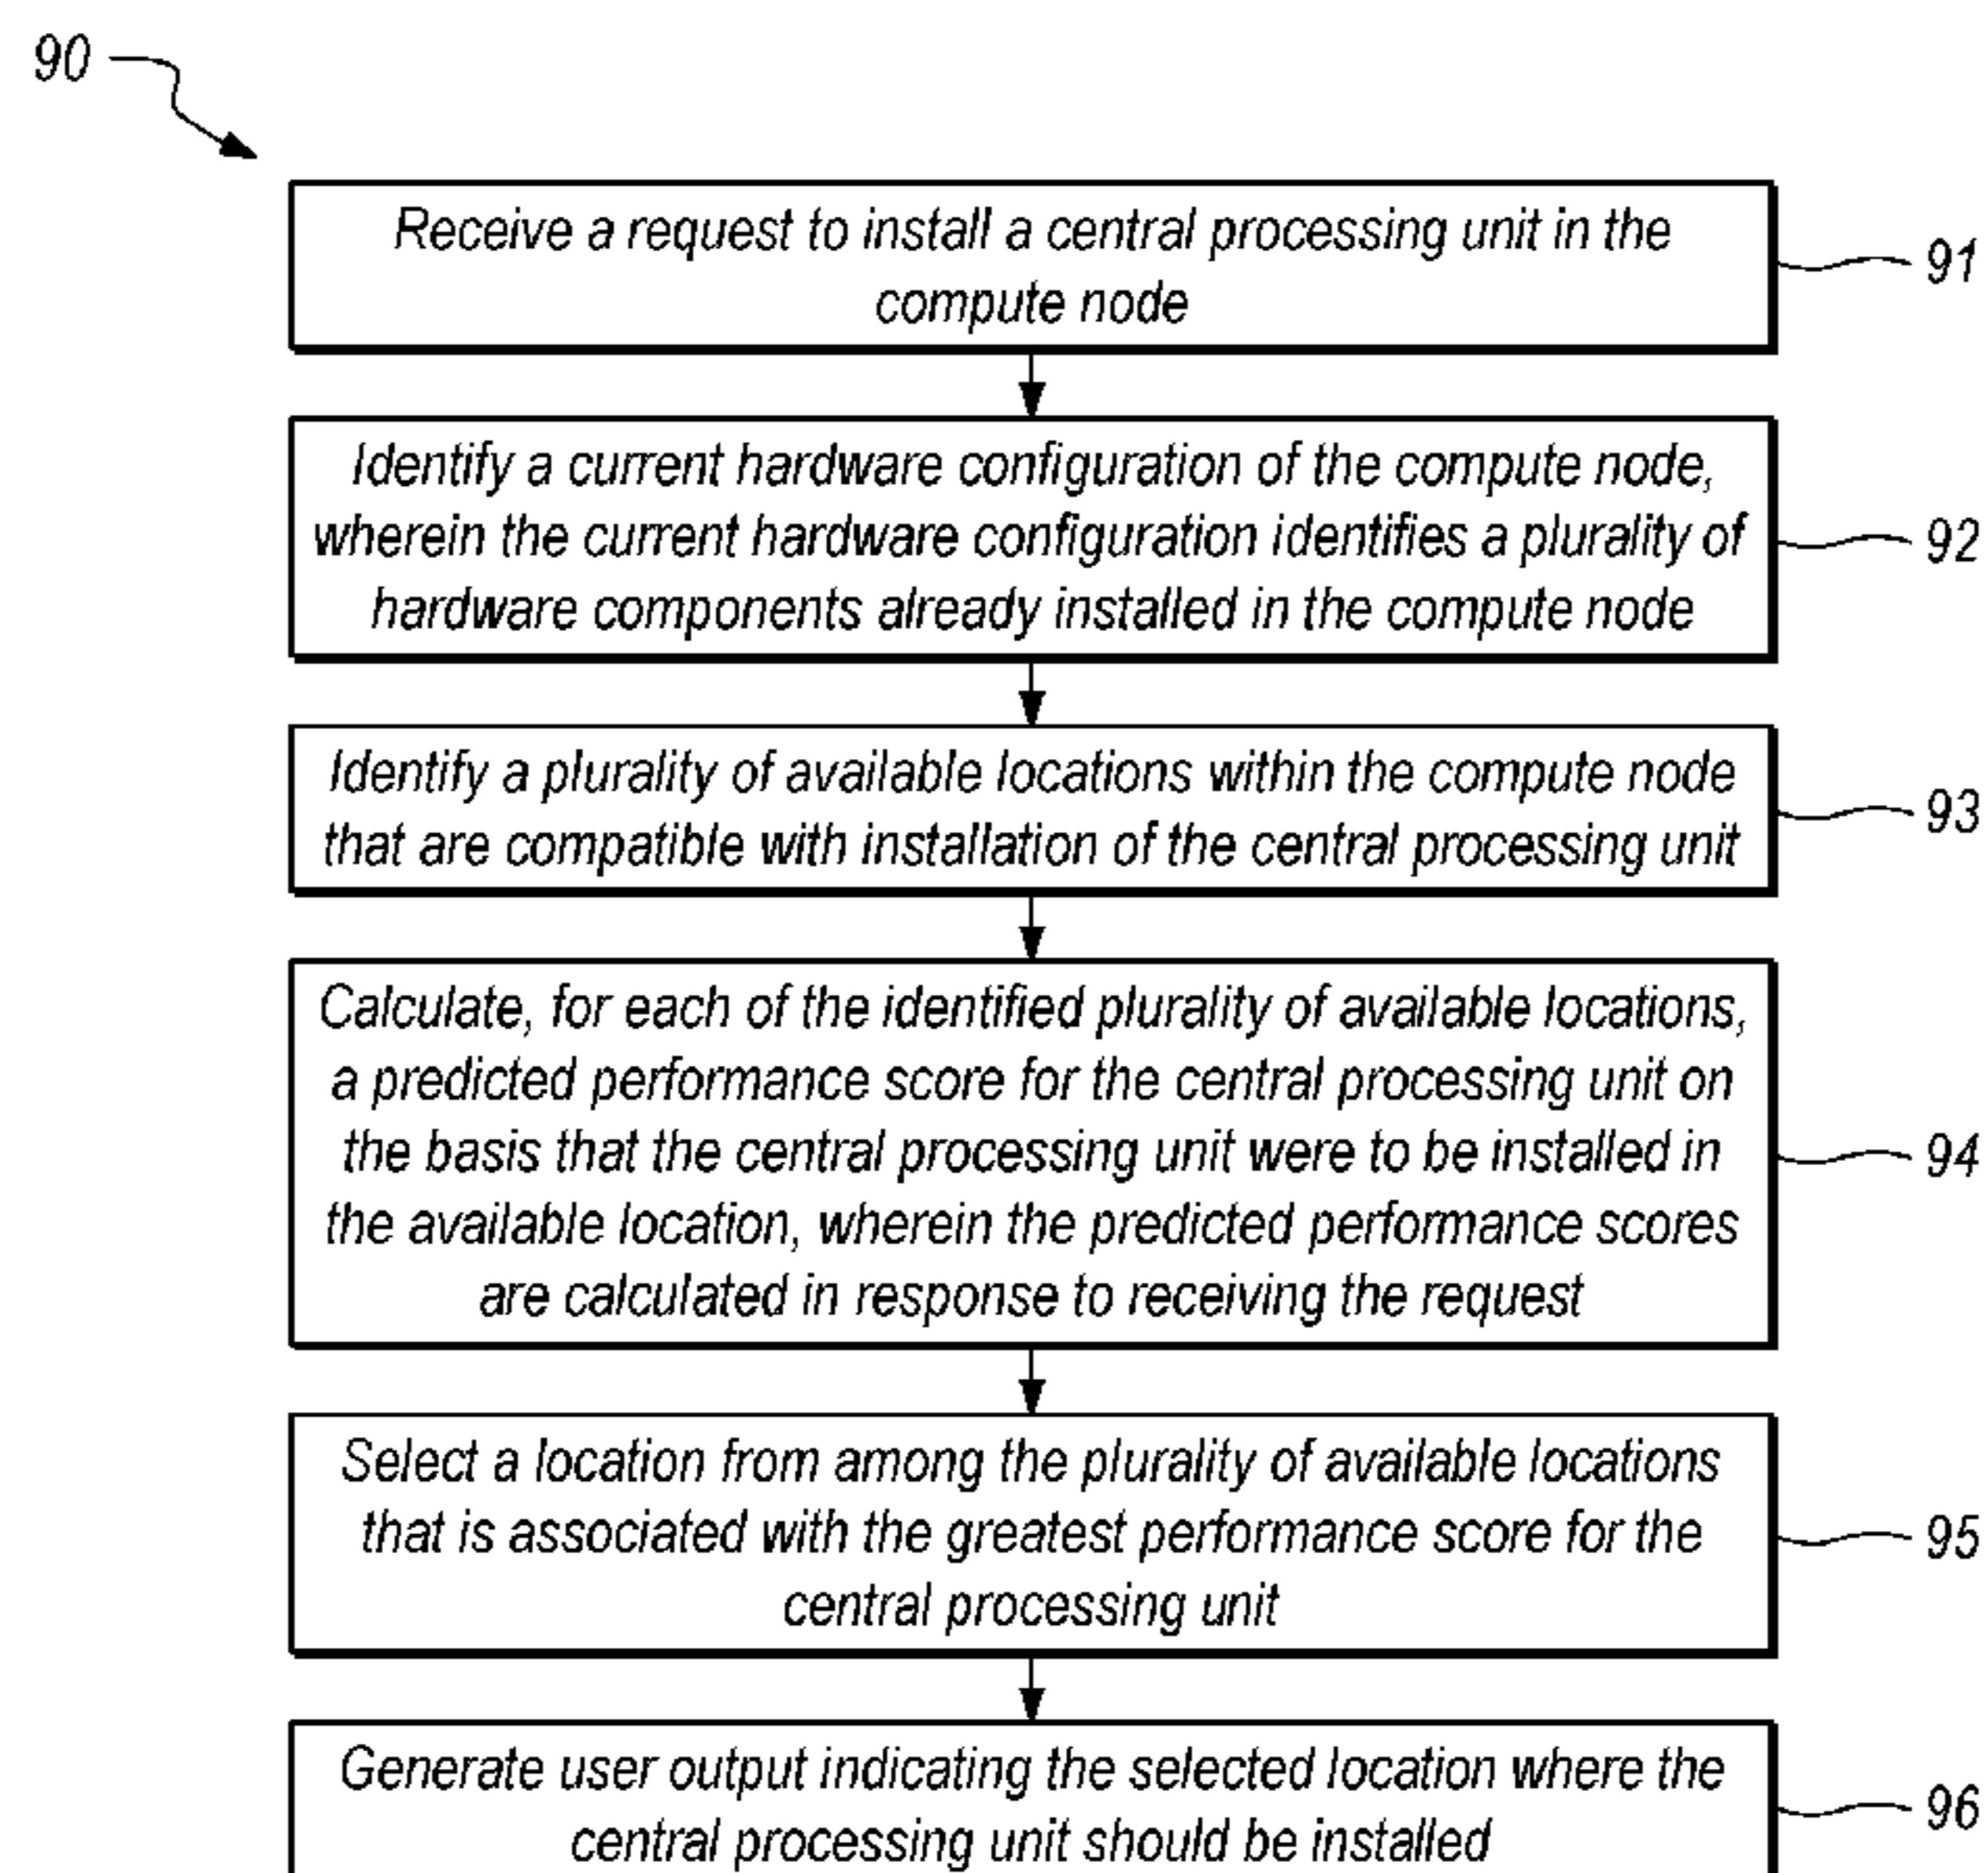 90
Receive a request to install a central processing unit in the
compute node
91
Identify a current hardware configuration of the compute node,
wherein the current hardware configuration identifies a plurality of
hardware components already installed in the compute node
92
Identify a plurality of available locations within the compute node
that are compatible with installation of the central processing unit
93
Calculate, for each of the identified plurality of available locations,
a predicted performance score for the central processing unit on
the basis that the central processing unit were to be installed in
the available location, wherein the predicted performance scores
are calculated in response to receiving the request
94
Select a location from among the plurality of available locations
that is associated with the greatest performance score for the
central processing unit
95
Generate user output indicating the selected location where the
central processing unit should be installed
96